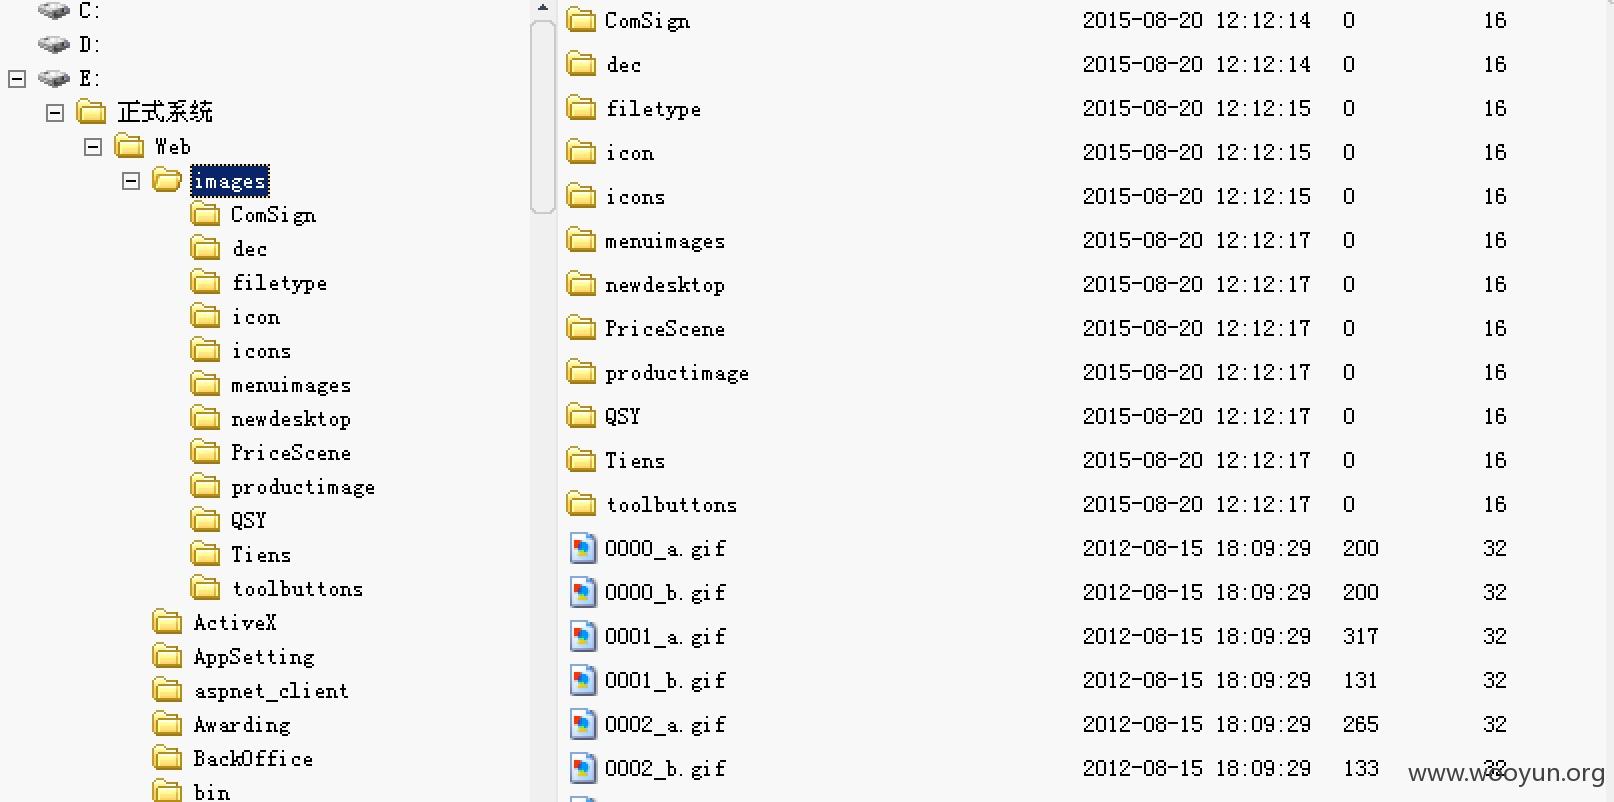 C:
D:
E:
正式系统
Web
images
ComSign
dec
filetype
icon
icons
menuimages
newdesktop
PriceScene
productimage
QSY
Tiens
toolbuttons
ActiveX
AppSetting
aspnet_client
Awarding
BackOffice
bin
ComSign 2015-08-20 12:12:14 0 16
dec 2015-08-20 12:12:14 0 16
filetype 2015-08-20 12:12:15 0 16
icon 2015-08-20 12:12:15 0 16
icons 2015-08-20 12:12:15 0 16
menuimages 2015-08-20 12:12:17 0 16
newdesktop 2015-08-20 12:12:17 0 16
PriceScene 2015-08-20 12:12:17 0 16
productimage 2015-08-20 12:12:17 0 16
QSY 2015-08-20 12:12:17 0 16
Tiens 2015-08-20 12:12:17 0 16
toolbuttons 2015-08-20 12:12:17 0 16
0000_a.gif 2012-08-15 18:09:29 200 32
0000_b.gif 2012-08-15 18:09:29 200 32
0001_a.gif 2012-08-15 18:09:29 317 32
0001_b.gif 2012-08-15 18:09:29 131 32
0002_a.gif 2012-08-15 18:09:29 265 32
0002_b.gif 2012-08-15 18:09:29 133 32
www.wooyun.org